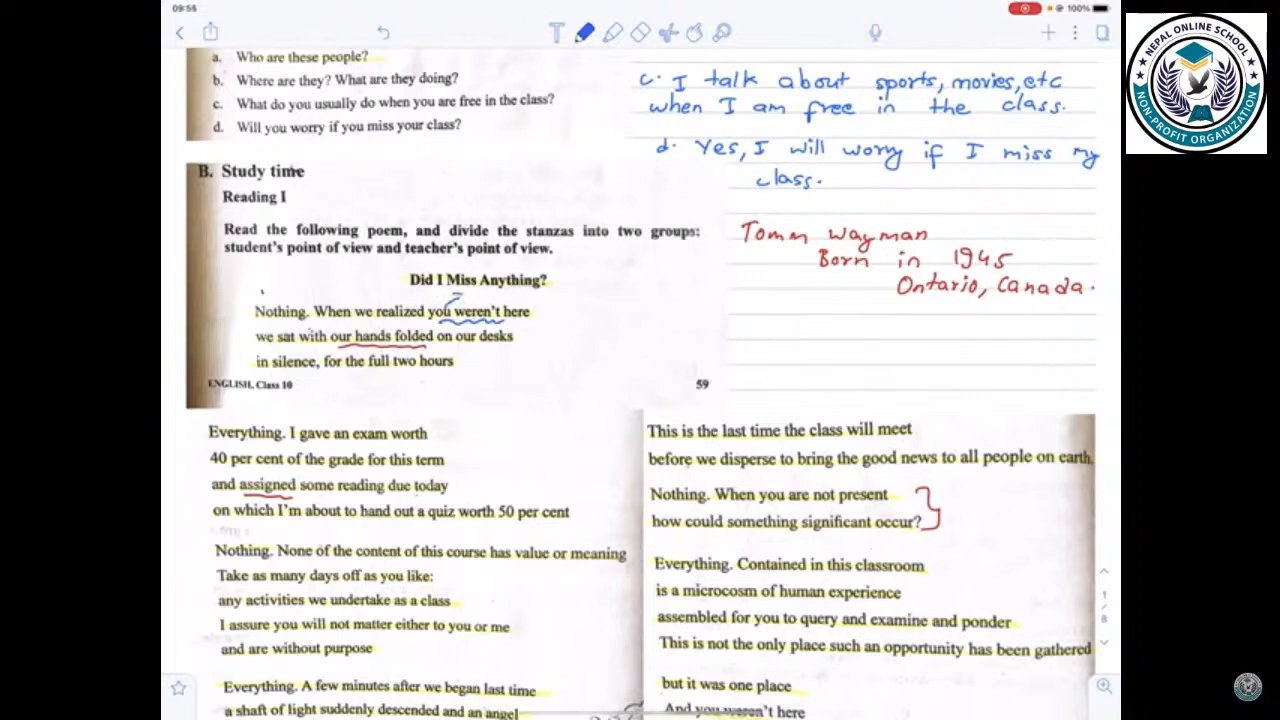 09:55
100%
NEPAL ONLINE SCHOOL
NON-PROFIT ORGANIZATION
a. Who are these people?
b. Where are they? What are they doing?
c. What do you usually do when you are free in the class?
d. Will you worry if you miss your class?
c. I talk about sports, movies, etc
when I am free in the class.
d. Yes, I will worry if I miss my
class.
B. Study time
Reading I
Read the following poem, and divide the stanzas into two groups:
student's point of view and teacher's point of view.
Did I Miss Anything?
Nothing. When we realized you weren't here
we sat with our hands folded on our desks
in silence, for the full two hours
ENGLISH, Class 10
59
Tomm Wayman
Born in 1945
Ontario, Canada.
Everything. I gave an exam worth
40 per cent of the grade for this term
and assigned some reading due today
on which I'm about to hand out a quiz worth 50 per cent
Nothing. None of the content of this course has value or meaning
Take as many days off as you like:
any activities we undertake as a class
I assure you will not matter either to you or me
and are without purpose
Everything. A few minutes after we began last time
a shaft of light suddenly descended and an angel
This is the last time the class will meet
before we disperse to bring the good news to all people on earth.
Nothing. When you are not present
how could something significant occur?
Everything. Contained in this classroom
is a microcosm of human experience
assembled for you to query and examine and ponder
This is not the only place such an opportunity has been gathered
but it was one place
And you weren't here
1
/
8